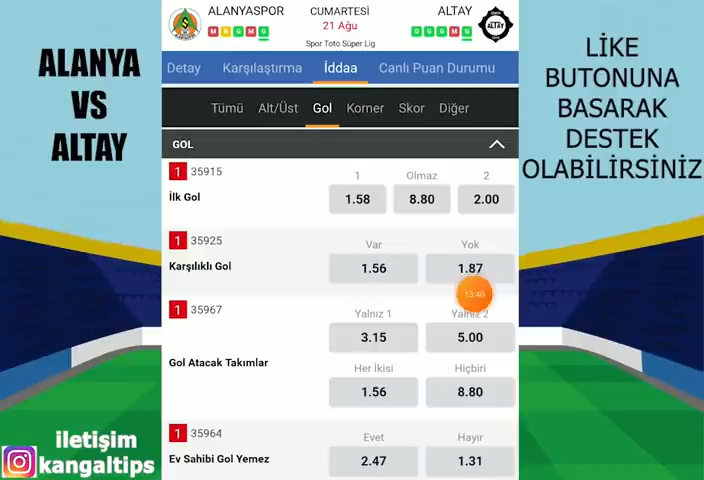 ALANYA
VS
ALTAY
ALANYASPOR
M
G
M
G
CUMARTESİ
21 Ağu
Spor Toto Süper Lig
ALTAY
G
G
G
M
G
ALTAY
LİKE
BUTONUNA
BASARAK
DESTEK
OLABİLİRSİNİZ
Detay Karşılaştırma İddaa Canlı Puan Durumu
Tümü Alt/Üst Gol Korner Skor Diğer
GOL
1 35915
1 Olmaz 2
İlk Gol
1.58 8.80 2.00
1 35925
Var Yok
Karşılıklı Gol
1.56 1.87
13:40
1 35967
Yalnız 1 Yalnız 2
3.15 5.00
Gol Atacak Takımlar
Her İkisi Hiçbiri
1.56 8.80
1 35964
Evet Hayır
Ev Sahibi Gol Yemez
2.47 1.31
iletişim
kangaltips